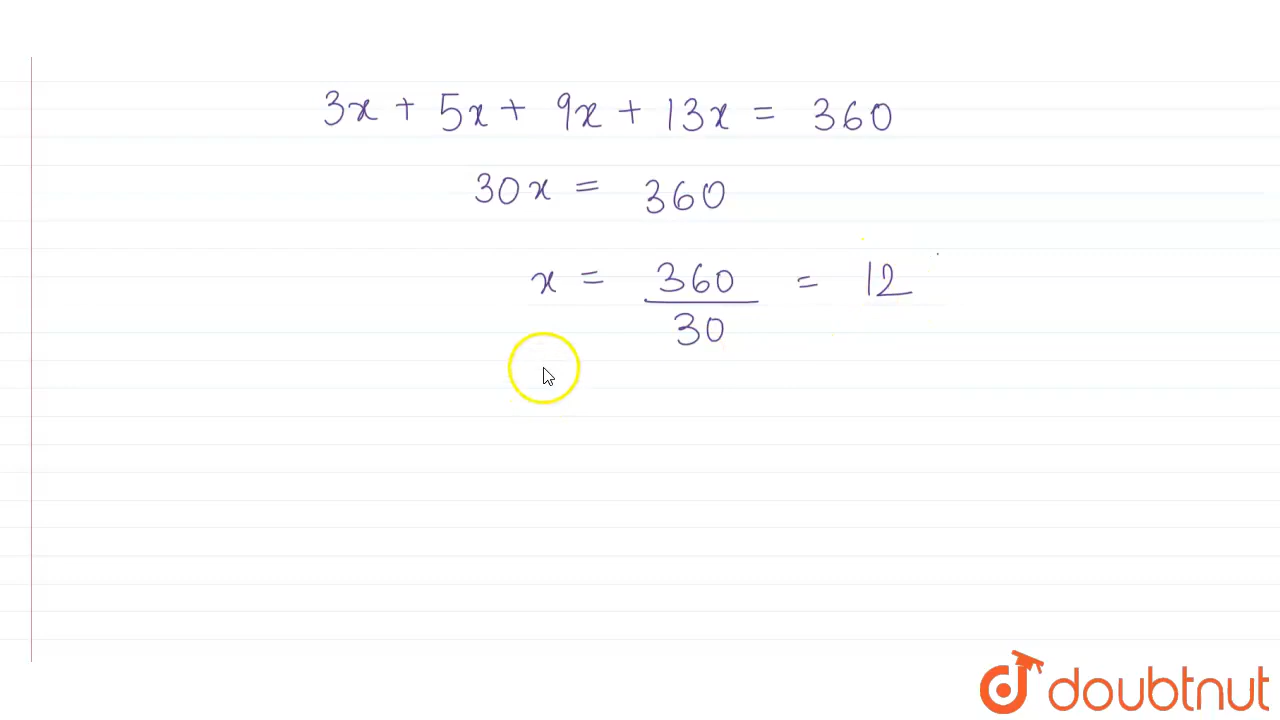 3x + 5x + 9x + 13x = 360
30x = 360
x = 360/30 = 12
doubtnut